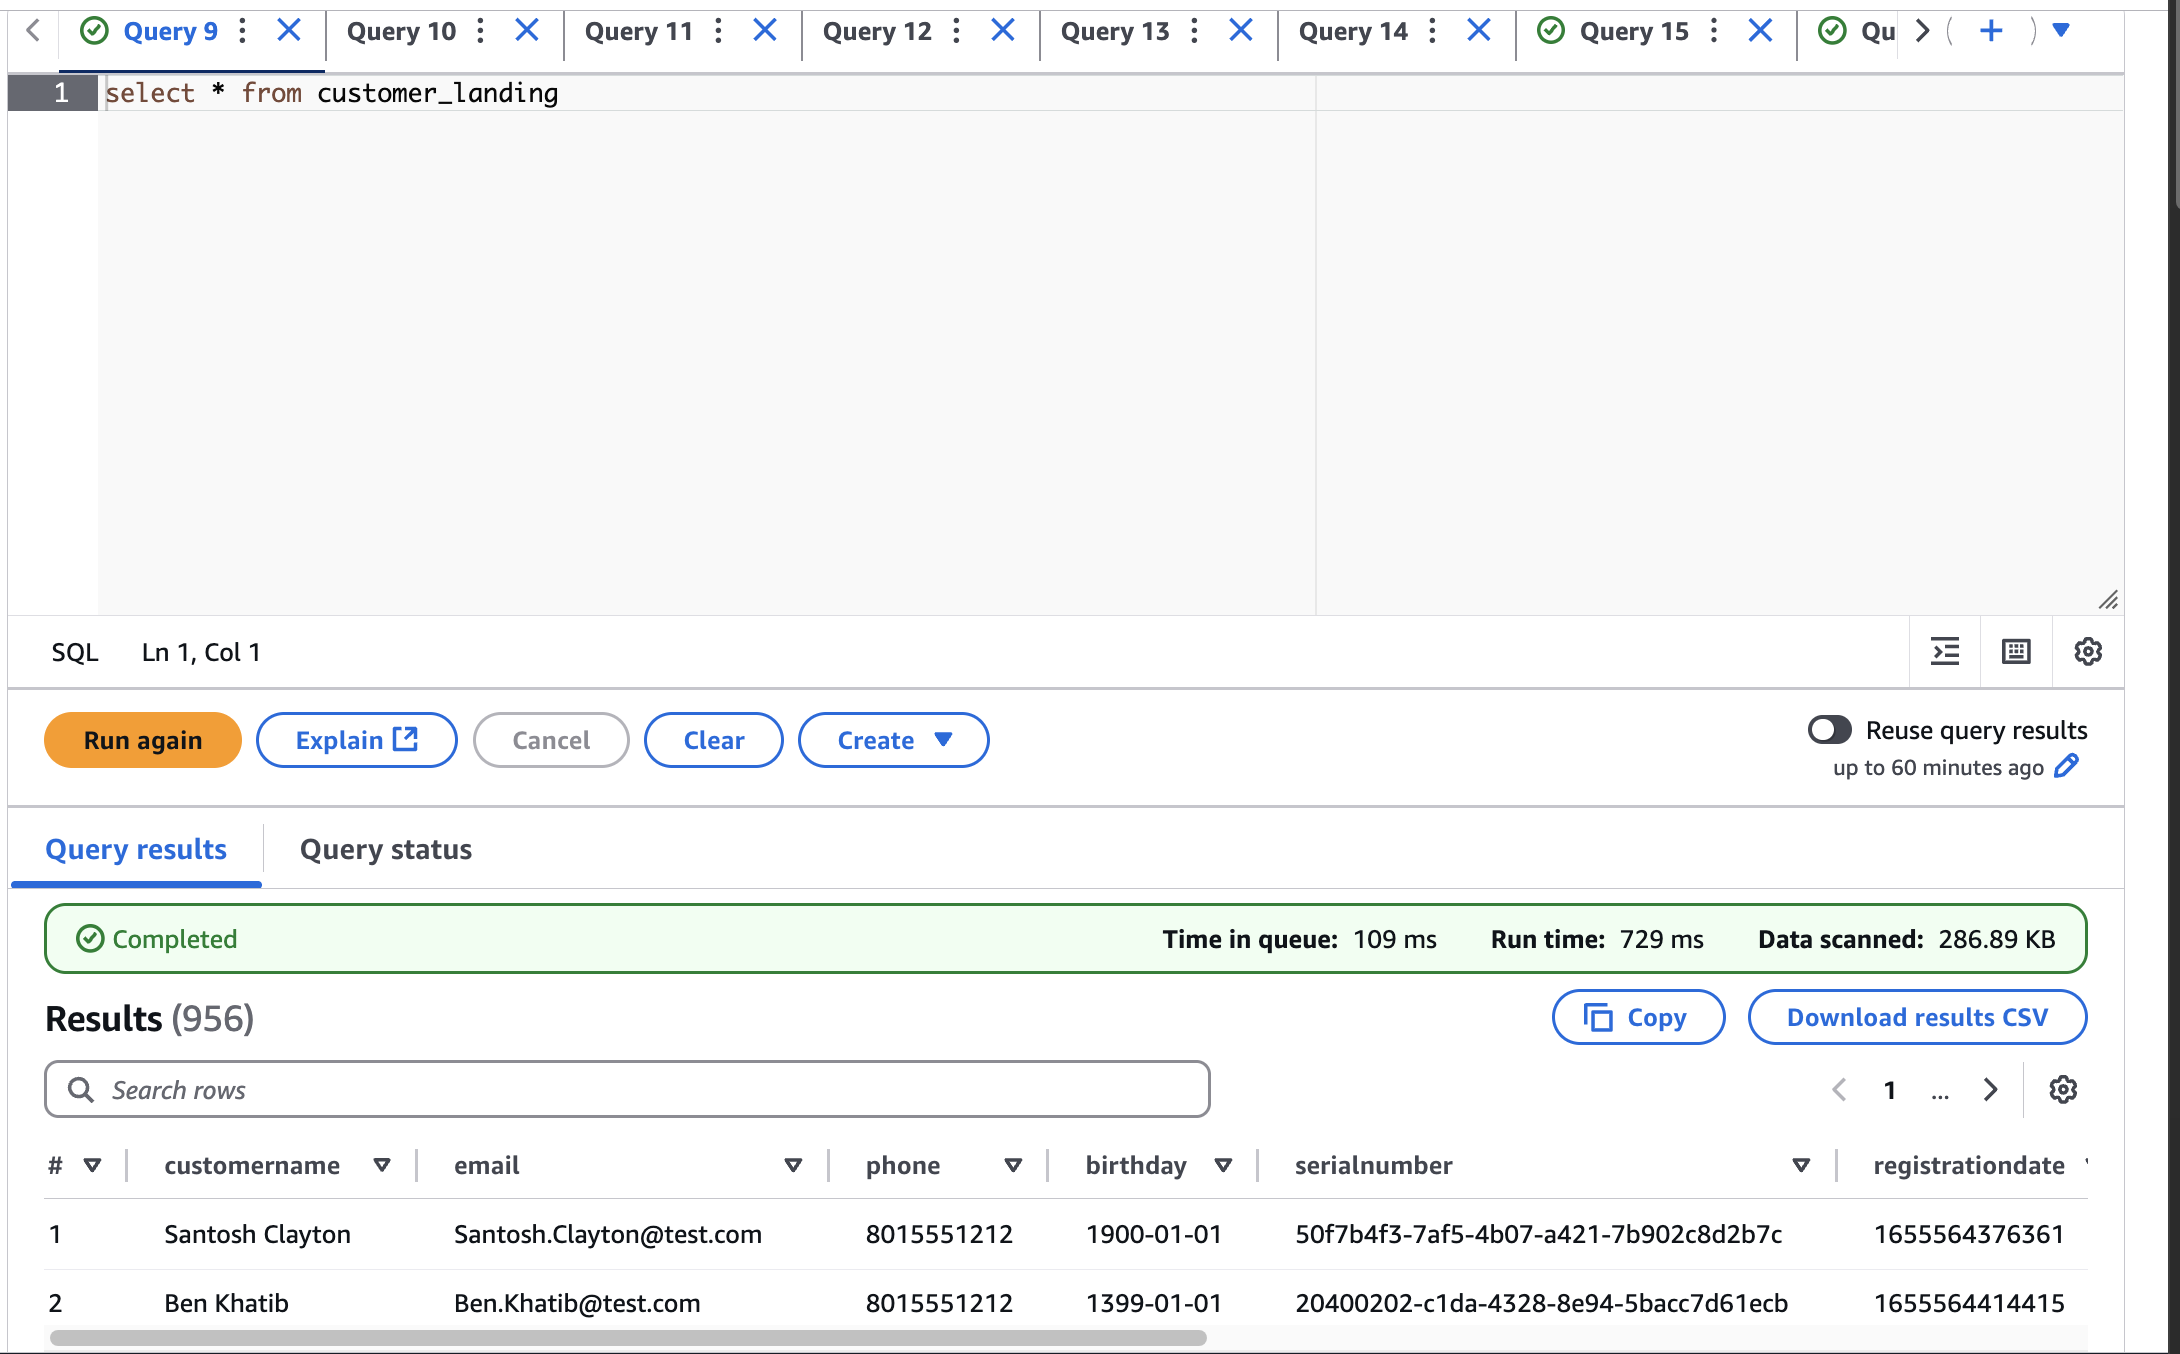 Query 9 Query 10 Query 11 Query 12 Query 13 Query 14 Query 15 Qu
1 select * from customer_landing
SQL Ln 1, Col 1
Run again Explain Cancel Clear Create Reuse query results
up to 60 minutes ago
Query results Query status
Completed Time in queue: 109 ms Run time: 729 ms Data scanned: 286.89 KB
Results (956) Copy Download results CSV
Search rows 1 ...
# customername email phone birthday serialnumber registrationdate
1 Santosh Clayton Santosh.Clayton@test.com 8015551212 1900-01-01 50f7b4f3-7af5-4b07-a421-7b902c8d2b7c 1655564376361
2 Ben Khatib Ben.Khatib@test.com 8015551212 1399-01-01 20400202-c1da-4328-8e94-5bacc7d61ecb 1655564414415